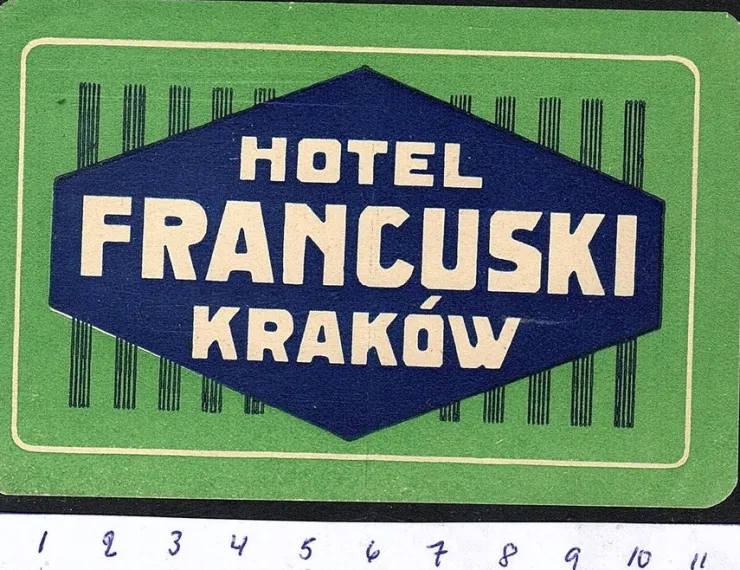 HOTEL
FRANCUSKI
KRAKÓW
1 2 3 4 5 6 7 8 9 10 11